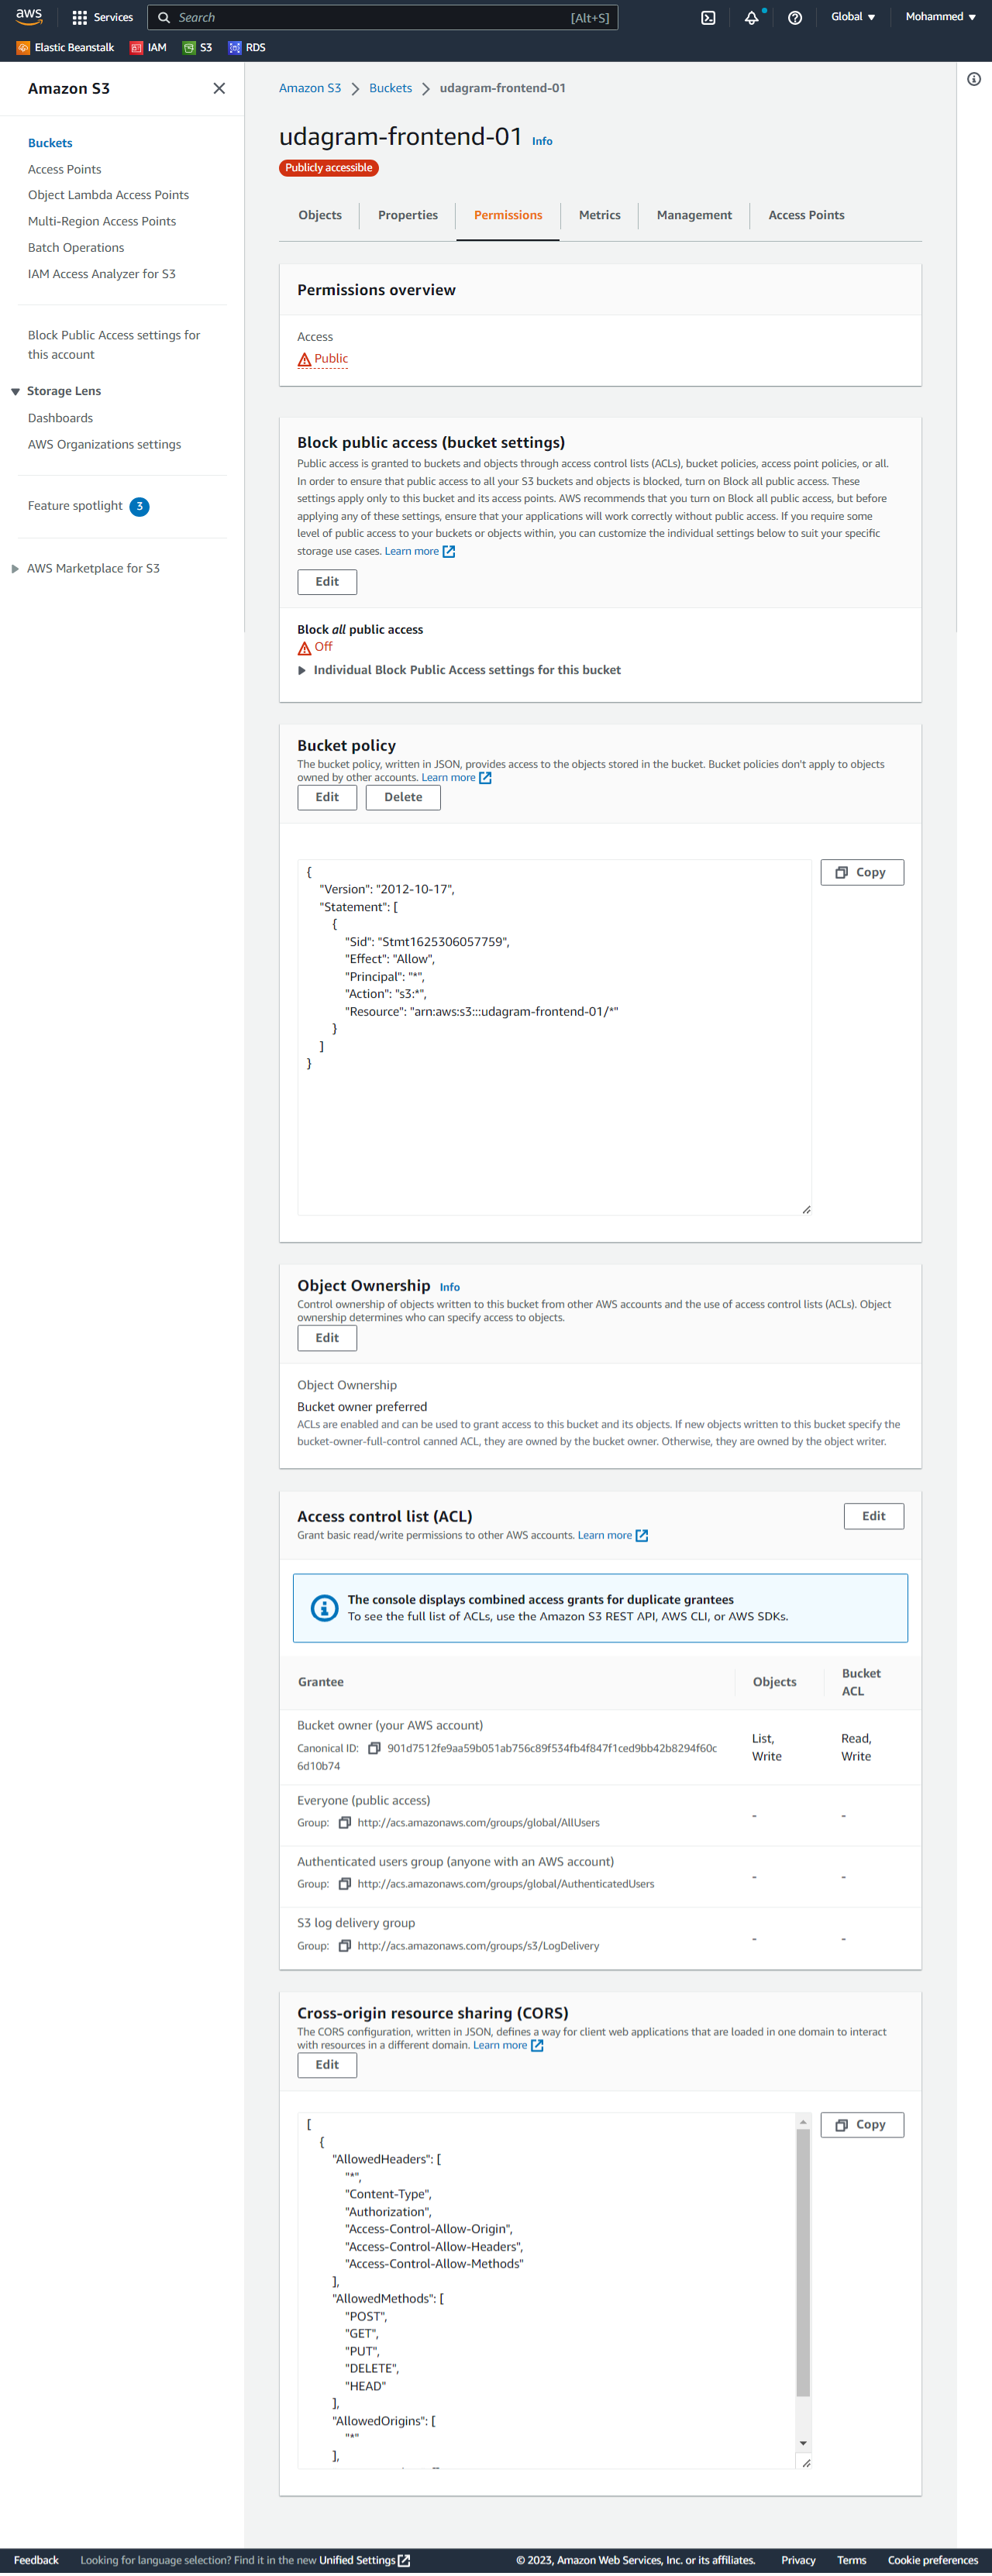 aws
Services
Search
[Alt+S]
Global
Mohammed
Elastic Beanstalk
IAM
S3
RDS
Amazon S3
Buckets
Access Points
Object Lambda Access Points
Multi-Region Access Points
Batch Operations
IAM Access Analyzer for S3
Block Public Access settings for
this account
Storage Lens
Dashboards
AWS Organizations settings
Feature spotlight 3
AWS Marketplace for S3
Amazon S3 > Buckets > udagram-frontend-01
udagram-frontend-01 Info
Publicly accessible
Objects
Properties
Permissions
Metrics
Management
Access Points
Permissions overview
Access
Public
Block public access (bucket settings)
Public access is granted to buckets and objects through access control lists (ACLs), bucket policies, access point policies, or all.
In order to ensure that public access to all your S3 buckets and objects is blocked, turn on Block all public access. These
settings apply only to this bucket and its access points. AWS recommends that you turn on Block all public access, but before
applying any of these settings, ensure that your applications will work correctly without public access. If you require some
level of public access to your buckets or objects within, you can customize the individual settings below to suit your specific
storage use cases. Learn more
Edit
Block all public access
Off
Individual Block Public Access settings for this bucket
Bucket policy
The bucket policy, written in JSON, provides access to the objects stored in the bucket. Bucket policies don't apply to objects
owned by other accounts. Learn more
Edit
Delete
Copy
{
"Version": "2012-10-17",
"Statement": [
{
"Sid": "Stmt1625306057759",
"Effect": "Allow",
"Principal": "*",
"Action": "s3:*",
"Resource": "arn:aws:s3:::udagram-frontend-01/*"
}
]
}
Object Ownership Info
Control ownership of objects written to this bucket from other AWS accounts and the use of access control lists (ACLs). Object
ownership determines who can specify access to objects.
Edit
Object Ownership
Bucket owner preferred
ACLs are enabled and can be used to grant access to this bucket and its objects. If new objects written to this bucket specify the
bucket-owner-full-control canned ACL, they are owned by the bucket owner. Otherwise, they are owned by the object writer.
Access control list (ACL)
Edit
Grant basic read/write permissions to other AWS accounts. Learn more
The console displays combined access grants for duplicate grantees
To see the full list of ACLs, use the Amazon S3 REST API, AWS CLI, or AWS SDKs.
Grantee
Objects
Bucket
ACL
Bucket owner (your AWS account)
Canonical ID: 901d7512fe9aa59b051ab756c89f534fb4f847f1ced9bb42b8294f60c
6d10b74
List,
Write
Read,
Write
Everyone (public access)
Group: http://acs.amazonaws.com/groups/global/AllUsers
-
-
Authenticated users group (anyone with an AWS account)
Group: http://acs.amazonaws.com/groups/global/AuthenticatedUsers
-
-
S3 log delivery group
Group: http://acs.amazonaws.com/groups/s3/LogDelivery
-
-
Cross-origin resource sharing (CORS)
The CORS configuration, written in JSON, defines a way for client web applications that are loaded in one domain to interact
with resources in a different domain. Learn more
Edit
Copy
[
{
"AllowedHeaders": [
"*",
"Content-Type",
"Authorization",
"Access-Control-Allow-Origin",
"Access-Control-Allow-Headers",
"Access-Control-Allow-Methods"
],
"AllowedMethods": [
"POST",
"GET",
"PUT",
"DELETE",
"HEAD"
],
"AllowedOrigins": [
"*"
],
Feedback
Looking for language selection? Find it in the new Unified Settings
© 2023, Amazon Web Services, Inc. or its affiliates.
Privacy
Terms
Cookie preferences